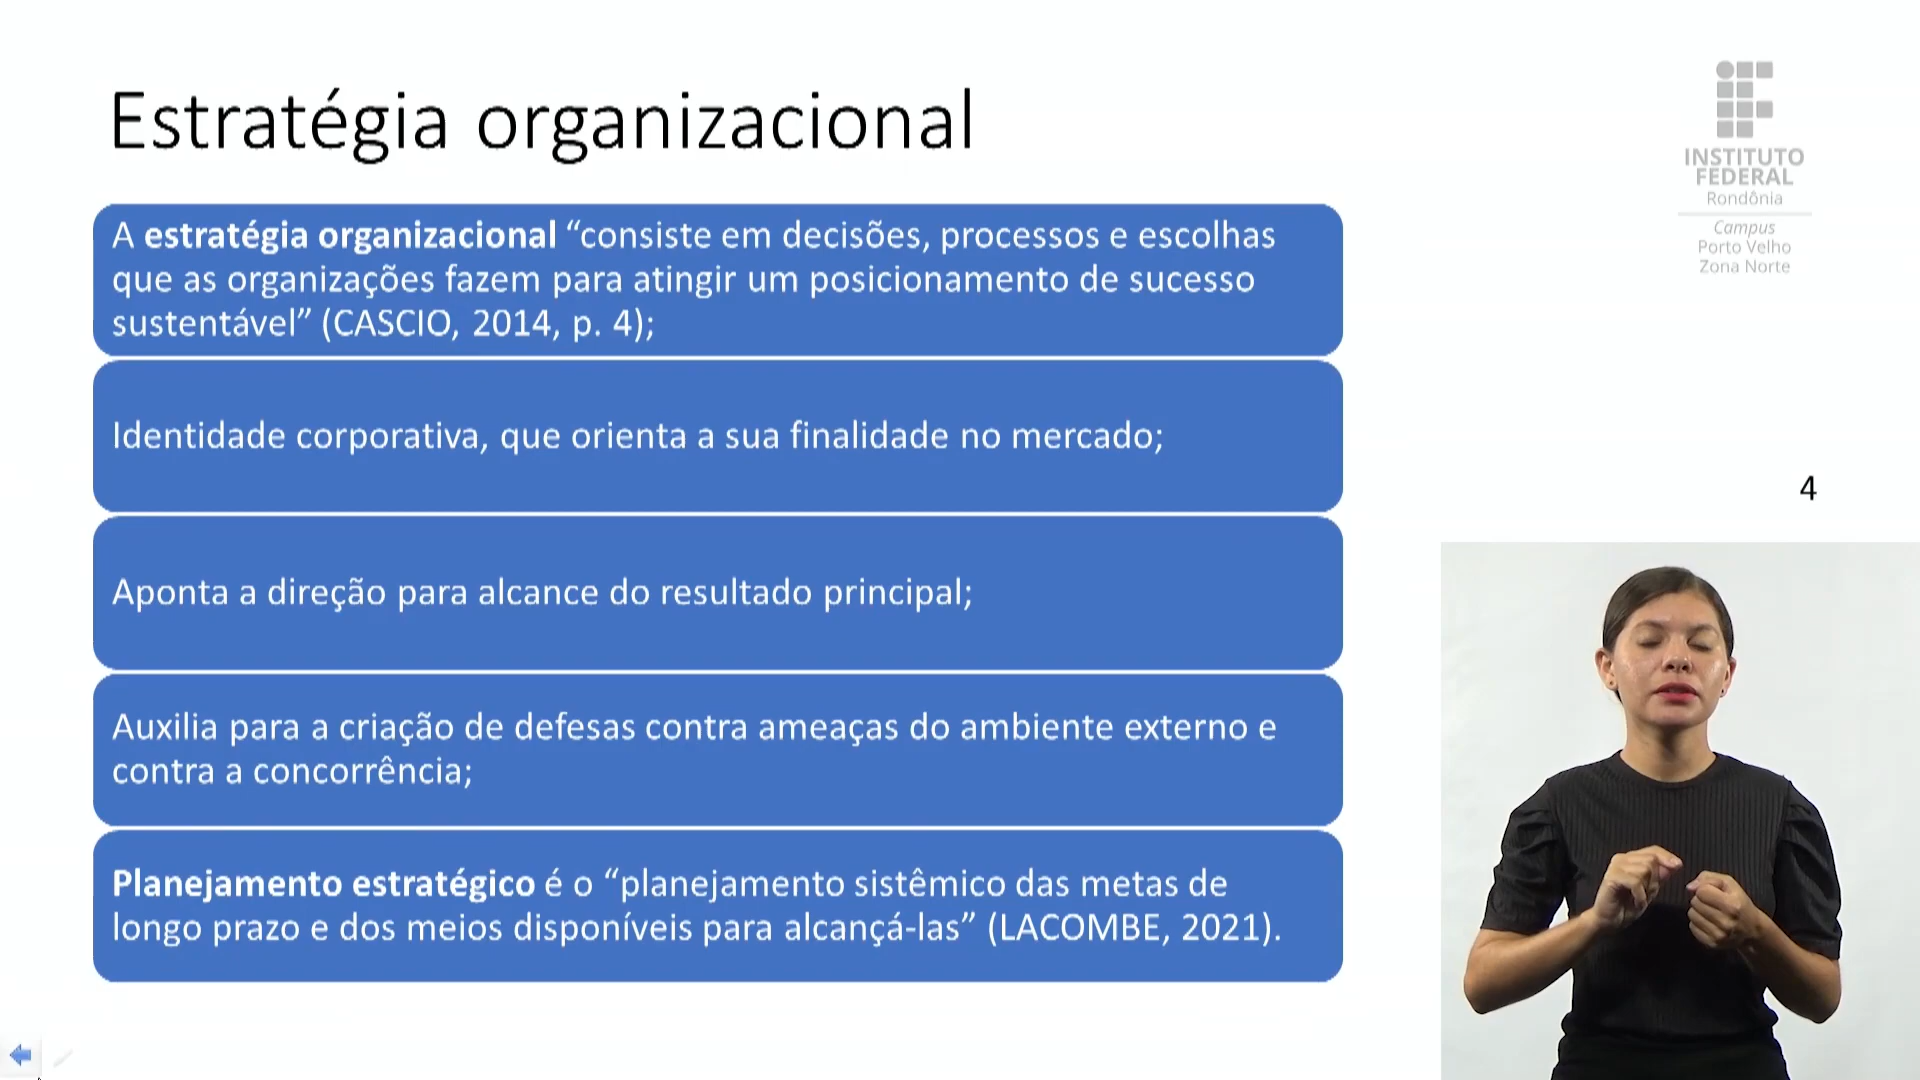 Estratégia organizacional
INSTITUTO
FEDERAL
Rondônia
Campus
Porto Velho
Zona Norte
A estratégia organizacional “consiste em decisões, processos e escolhas
que as organizações fazem para atingir um posicionamento de sucesso
sustentável” (CASCIO, 2014, p. 4);
Identidade corporativa, que orienta a sua finalidade no mercado;
4
Aponta a direção para alcance do resultado principal;
Auxilia para a criação de defesas contra ameaças do ambiente externo e
contra a concorrência;
Planejamento estratégico é o “planejamento sistêmico das metas de
longo prazo e dos meios disponíveis para alcançá-las” (LACOMBE, 2021).